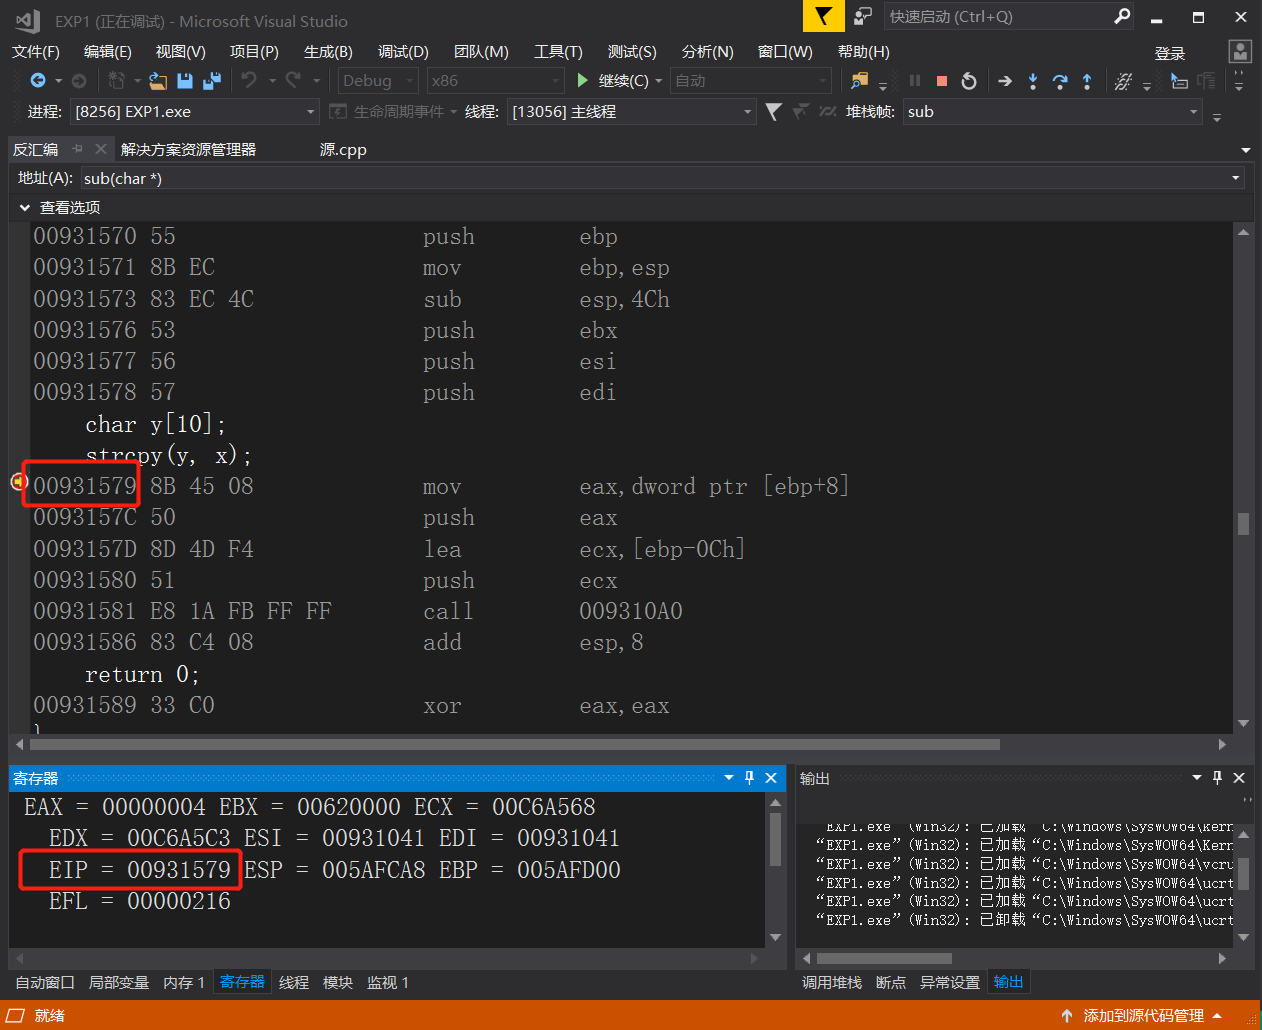 EXP1 (正在调试) - Microsoft Visual Studio
快速启动 (Ctrl+Q)
文件(F) 编辑(E) 视图(V) 项目(P) 生成(B) 调试(D) 团队(M) 工具(T) 测试(S) 分析(N) 窗口(W) 帮助(H) 登录
Debug x86 继续(C) 自动
进程: [8256] EXP1.exe 生命周期事件 线程: [13056] 主线程 堆栈帧: sub
反汇编 解决方案资源管理器 源.cpp
地址(A): sub(char *)
查看选项
00931570 55 push ebp
00931571 8B EC mov ebp,esp
00931573 83 EC 4C sub esp,4Ch
00931576 53 push ebx
00931577 56 push esi
00931578 57 push edi
char y[10];
strcpy(y, x);
00931579 8B 45 08 mov eax,dword ptr [ebp+8]
0093157C 50 push eax
0093157D 8D 4D F4 lea ecx,[ebp-0Ch]
00931580 51 push ecx
00931581 E8 1A FB FF FF call 009310A0
00931586 83 C4 08 add esp,8
return 0;
00931589 33 C0 xor eax,eax
}
寄存器
EAX = 00000004 EBX = 00620000 ECX = 00C6A568
EDX = 00C6A5C3 ESI = 00931041 EDI = 00931041
EIP = 00931579 ESP = 005AFCA8 EBP = 005AFD00
EFL = 00000216
输出
“EXP1.exe” (Win32): 已加载“C:\Windows\SysWOW64\kern
“EXP1.exe” (Win32): 已加载“C:\Windows\SysWOW64\Kern
“EXP1.exe” (Win32): 已加载“C:\Windows\SysWOW64\vcru
“EXP1.exe” (Win32): 已加载“C:\Windows\SysWOW64\ucrt
“EXP1.exe” (Win32): 已加载“C:\Windows\SysWOW64\ucrt
“EXP1.exe” (Win32): 已卸载“C:\Windows\SysWOW64\ucrt
自动窗口 局部变量 内存 1 寄存器 线程 模块 监视 1
调用堆栈 断点 异常设置 输出
就绪
添加到源代码管理